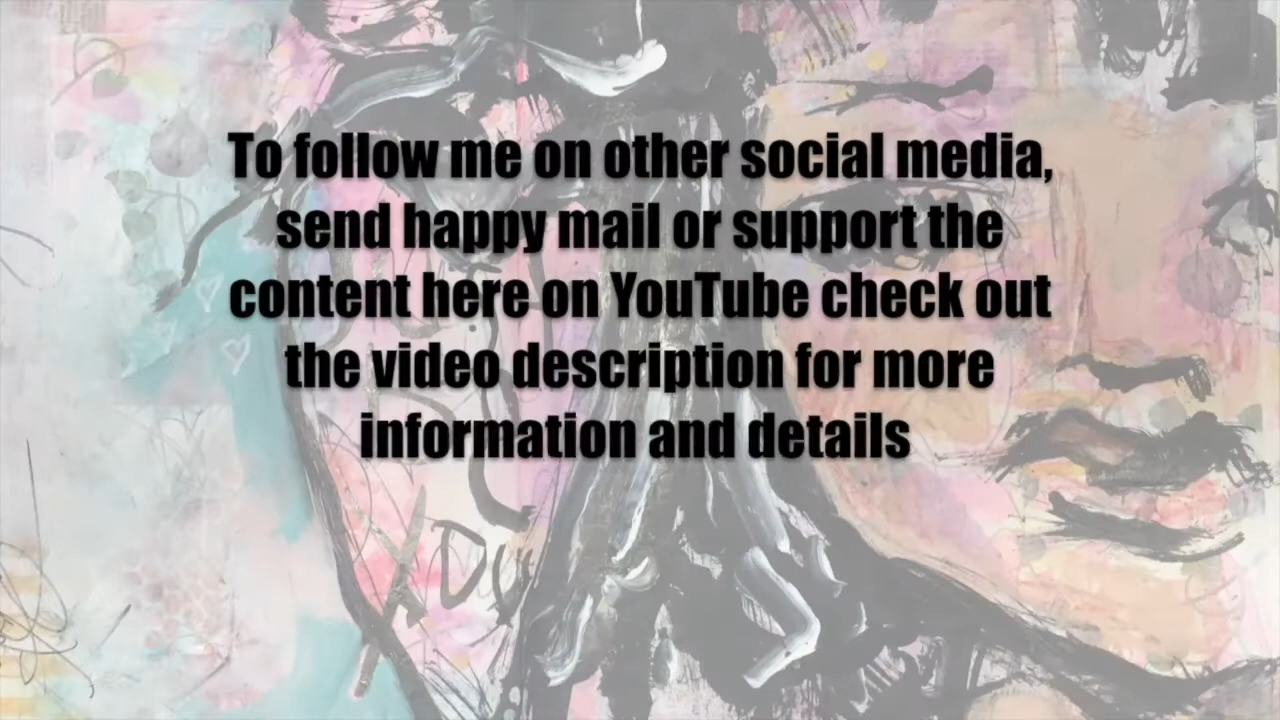 To follow me on other social media,
send happy mail or support the
content here on YouTube check out
the video description for more
information and details
YOU